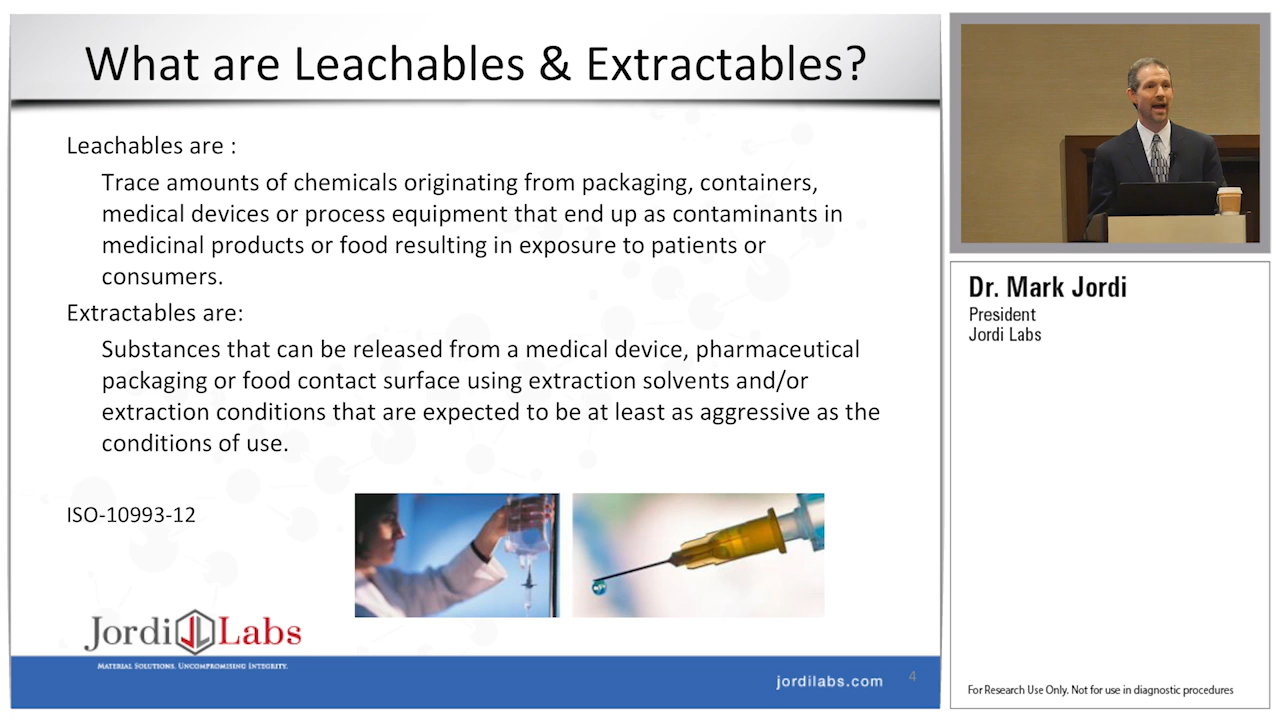 What are Leachables & Extractables?
Leachables are :
Trace amounts of chemicals originating from packaging, containers,
medical devices or process equipment that end up as contaminants in
medicinal products or food resulting in exposure to patients or
consumers.
Extractables are:
Substances that can be released from a medical device, pharmaceutical
packaging or food contact surface using extraction solvents and/or
extraction conditions that are expected to be at least as aggressive as the
conditions of use.
ISO-10993-12
Jordi JL Labs
MATERIAL SOLUTIONS. UNCOMPROMISING INTEGRITY.
jordilabs.com
4
Dr. Mark Jordi
President
Jordi Labs
For Research Use Only. Not for use in diagnostic procedures